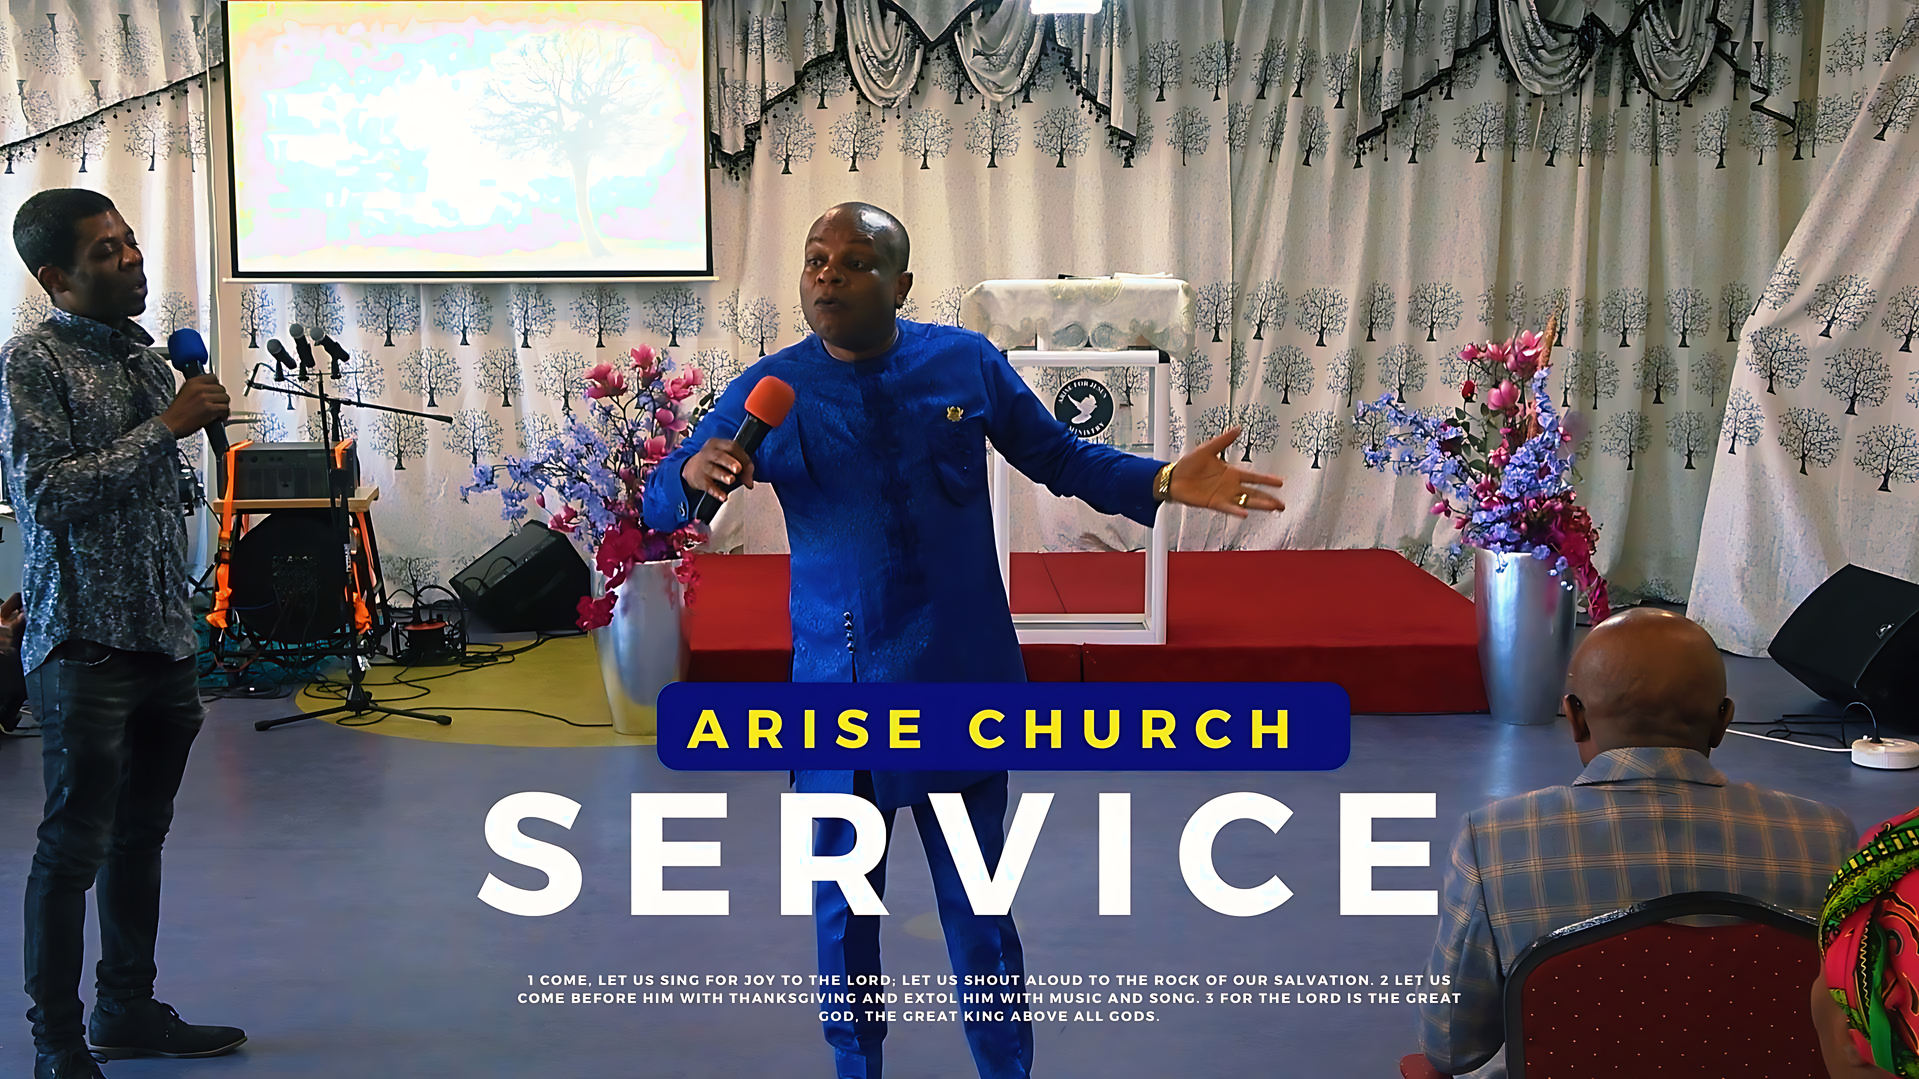 ARISE FOR JESUS
MINISTRY
ARISE CHURCH
SERVICE
1 COME, LET US SING FOR JOY TO THE LORD; LET US SHOUT ALOUD TO THE ROCK OF OUR SALVATION. 2 LET US
COME BEFORE HIM WITH THANKSGIVING AND EXTOL HIM WITH MUSIC AND SONG. 3 FOR THE LORD IS THE GREAT
GOD, THE GREAT KING ABOVE ALL GODS.